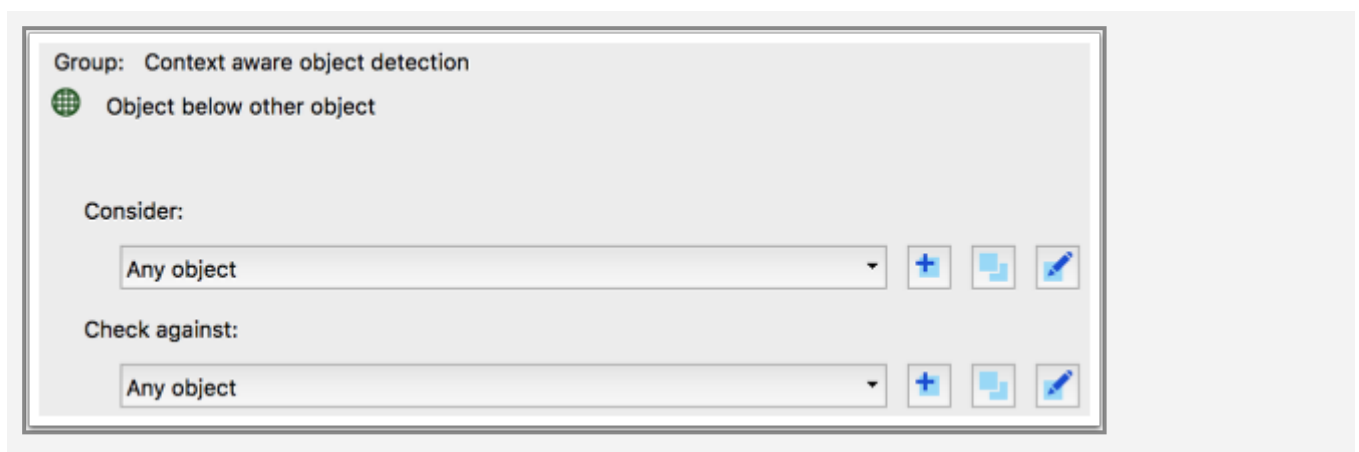 Group: Context aware object detection
Object below other object
Consider:
Any object
Check against:
Any object